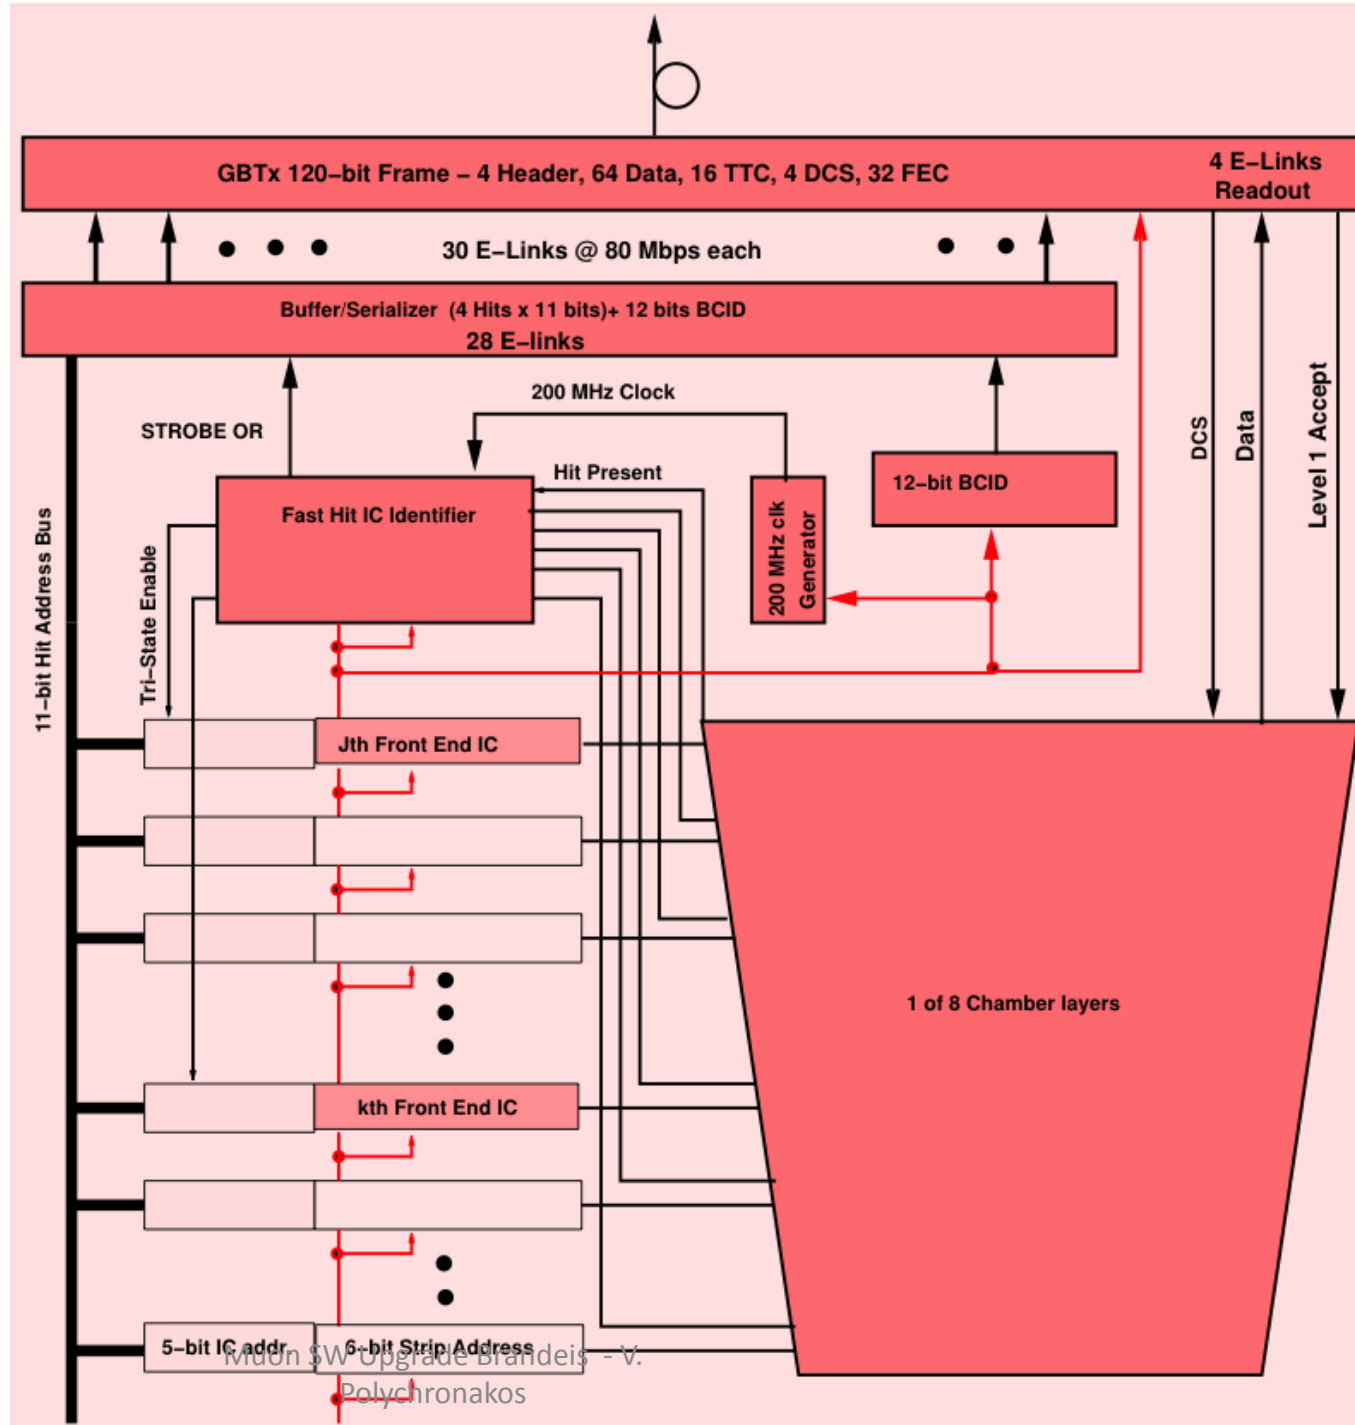 GBTx 120−bit Frame − 4 Header, 64 Data, 16 TTC, 4 DCS, 32 FEC
4 E−Links
Readout
30 E−Links @ 80 Mbps each
Buffer/Serializer (4 Hits x 11 bits)+ 12 bits BCID
28 E−links
200 MHz Clock
STROBE OR
Hit Present
12−bit BCID
Fast Hit IC Identifier
200 MHz clk
Generator
DCS
Data
Level 1 Accept
11−bit Hit Address Bus
Tri−State Enable
Jth Front End IC
1 of 8 Chamber layers
kth Front End IC
5−bit IC addr.
6−bit Strip Address
Muon SW Upgrade Brandeis - V.
Polychronakos